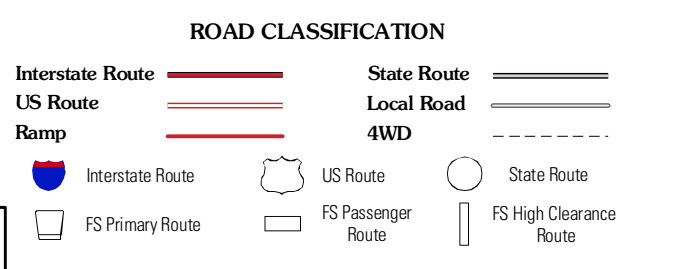 ROAD CLASSIFICATION
Interstate Route
State Route
US Route
Local Road
Ramp
4WD
Interstate Route
US Route
State Route
FS Primary Route
FS Passenger
Route
FS High Clearance
Route